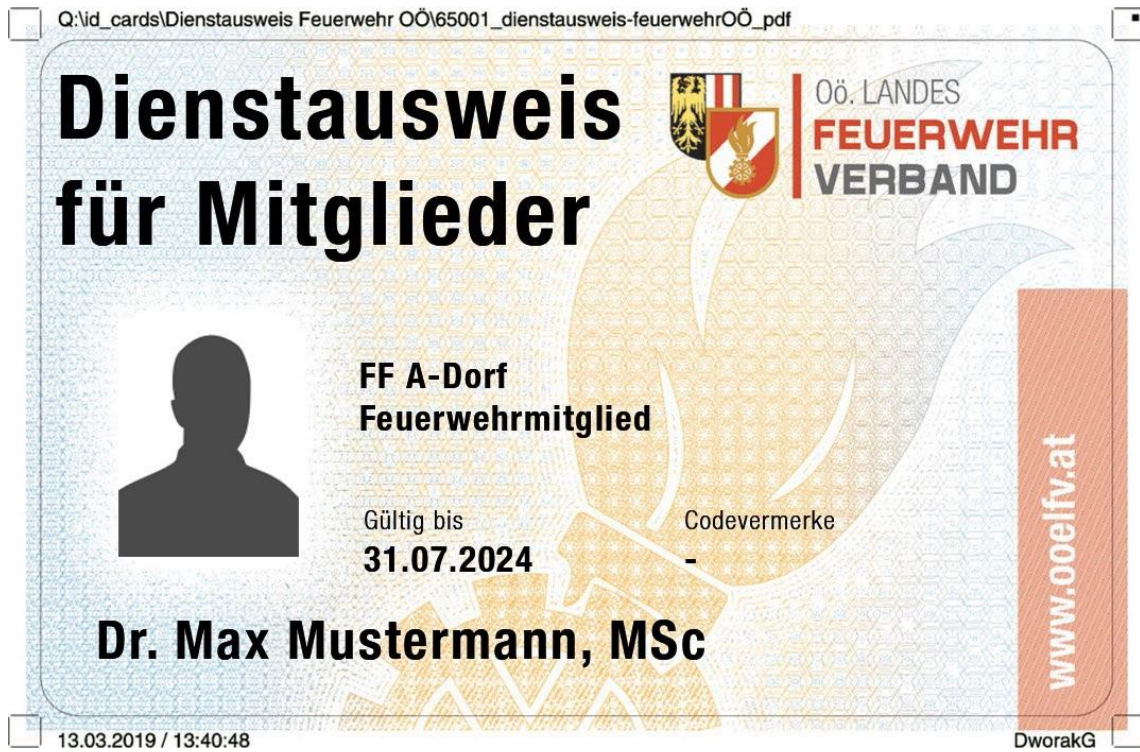 Q:\id_cards\Dienstausweis Feuerwehr OÖ\65001_dienstausweis-feuerwehrOÖ_pdf
Dienstausweis
für Mitglieder
OÖ. LANDES
FEUERWEHR
VERBAND
FF A-Dorf
Feuerwehrmitglied
Gültig bis
31.07.2024
Codevermerke
-
Dr. Max Mustermann, MSc
www.ooelfv.at
13.03.2019 / 13:40:48
DworakG